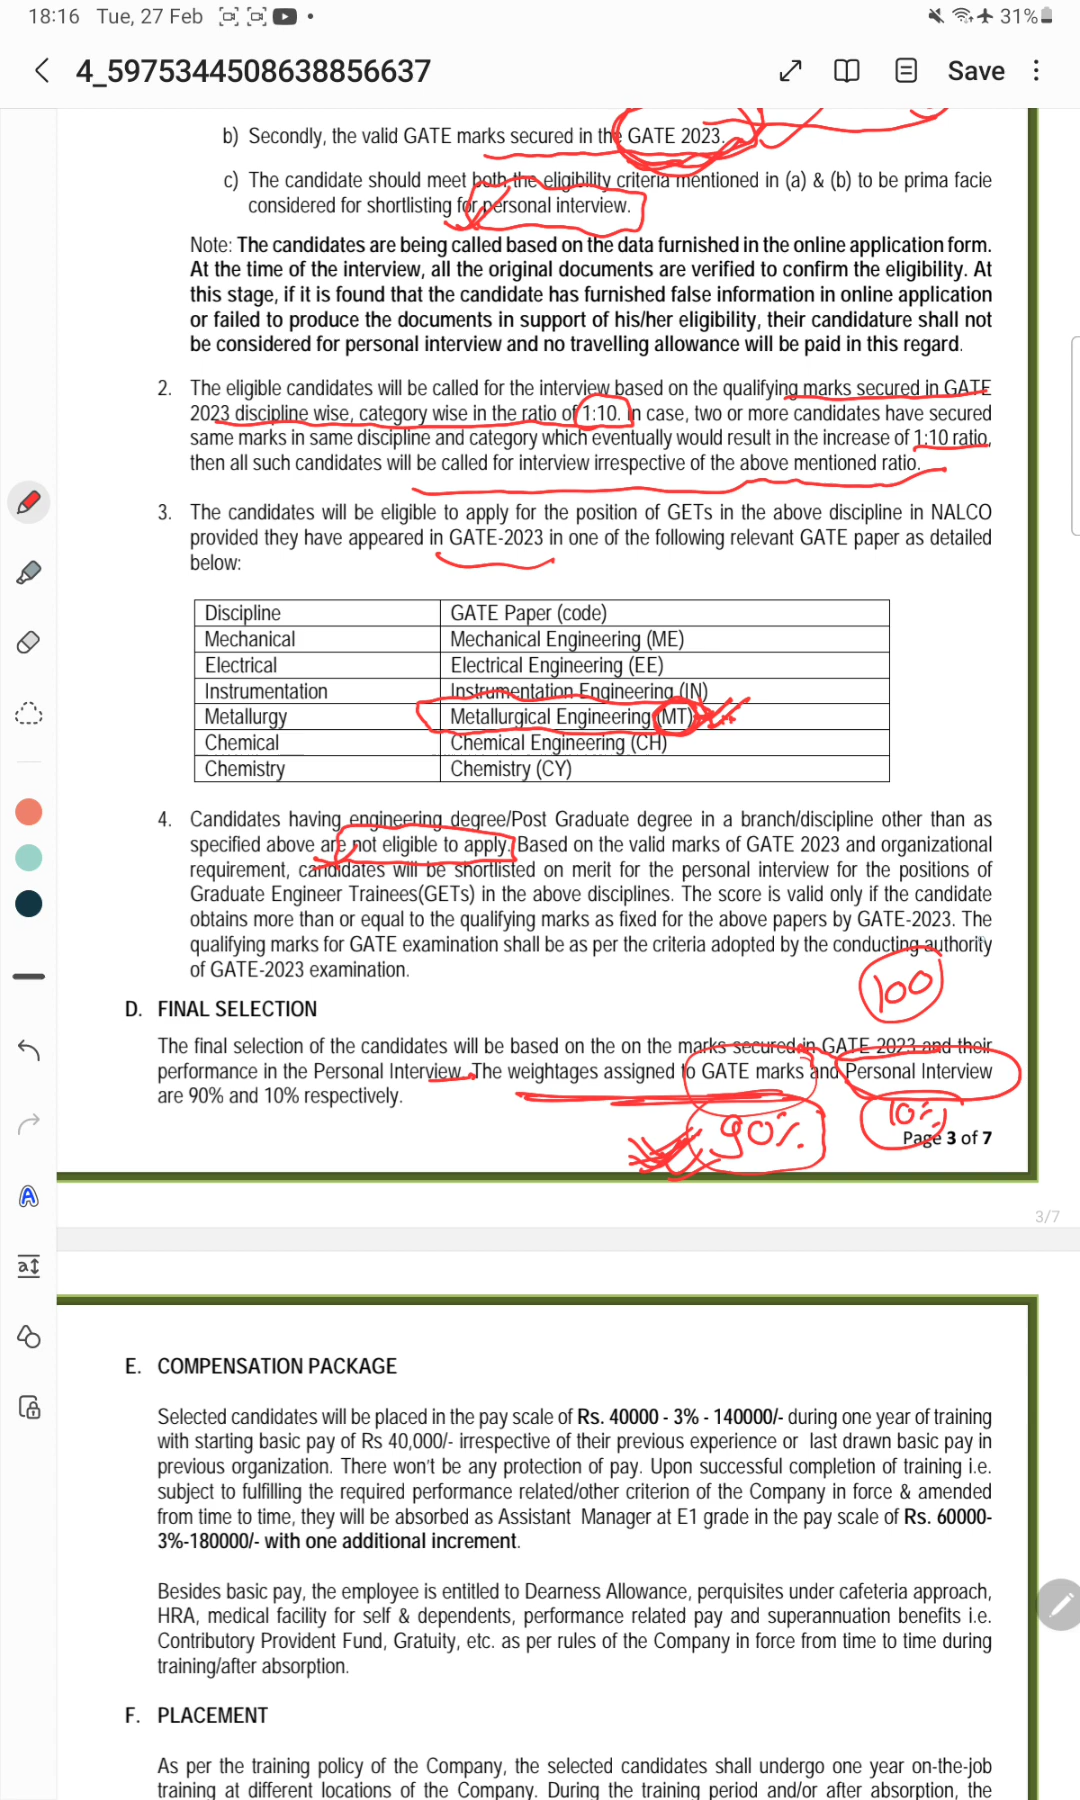 18:16 Tue, 27 Feb
31%
4_5975344508638856637
Save
b) Secondly, the valid GATE marks secured in the GATE 2023.
c) The candidate should meet both the eligibility criteria mentioned in (a) & (b) to be prima facie
considered for shortlisting for personal interview.
Note: The candidates are being called based on the data furnished in the online application form.
At the time of the interview, all the original documents are verified to confirm the eligibility. At
this stage, if it is found that the candidate has furnished false information in online application
or failed to produce the documents in support of his/her eligibility, their candidature shall not
be considered for personal interview and no travelling allowance will be paid in this regard.
2. The eligible candidates will be called for the interview based on the qualifying marks secured in GATE
2023 discipline wise, category wise in the ratio of 1:10. In case, two or more candidates have secured
same marks in same discipline and category which eventually would result in the increase of 1:10 ratio,
then all such candidates will be called for interview irrespective of the above mentioned ratio.
3. The candidates will be eligible to apply for the position of GETs in the above discipline in NALCO
provided they have appeared in GATE-2023 in one of the following relevant GATE paper as detailed
below:
Discipline GATE Paper (code)
Mechanical Mechanical Engineering (ME)
Electrical Electrical Engineering (EE)
Instrumentation Instrumentation Engineering (IN)
Metallurgy Metallurgical Engineering (MT)
Chemical Chemical Engineering (CH)
Chemistry Chemistry (CY)
4. Candidates having engineering degree/Post Graduate degree in a branch/discipline other than as
specified above are not eligible to apply. Based on the valid marks of GATE 2023 and organizational
requirement, candidates will be shortlisted on merit for the personal interview for the positions of
Graduate Engineer Trainees(GETs) in the above disciplines. The score is valid only if the candidate
obtains more than or equal to the qualifying marks as fixed for the above papers by GATE-2023. The
qualifying marks for GATE examination shall be as per the criteria adopted by the conducting authority
of GATE-2023 examination.
100
D. FINAL SELECTION
The final selection of the candidates will be based on the on the marks secured in GATE 2023 and their
performance in the Personal Interview. The weightages assigned to GATE marks and Personal Interview
are 90% and 10% respectively.
90%
10%
Page 3 of 7
3/7
E. COMPENSATION PACKAGE
Selected candidates will be placed in the pay scale of Rs. 40000 - 3% - 140000/- during one year of training
with starting basic pay of Rs 40,000/- irrespective of their previous experience or last drawn basic pay in
previous organization. There won't be any protection of pay. Upon successful completion of training i.e.
subject to fulfilling the required performance related/other criterion of the Company in force & amended
from time to time, they will be absorbed as Assistant Manager at E1 grade in the pay scale of Rs. 60000-
3%-180000/- with one additional increment.
Besides basic pay, the employee is entitled to Dearness Allowance, perquisites under cafeteria approach,
HRA, medical facility for self & dependents, performance related pay and superannuation benefits i.e.
Contributory Provident Fund, Gratuity, etc. as per rules of the Company in force from time to time during
training/after absorption.
F. PLACEMENT
As per the training policy of the Company, the selected candidates shall undergo one year on-the-job
training at different locations of the Company. During the training period and/or after absorption, the